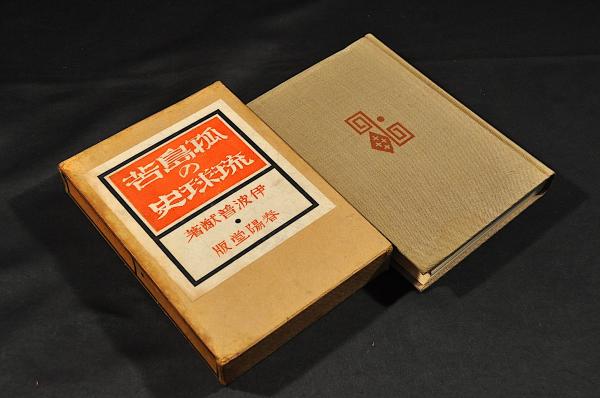 孤島苦
の
琉球史
伊波普猷著
春陽堂版